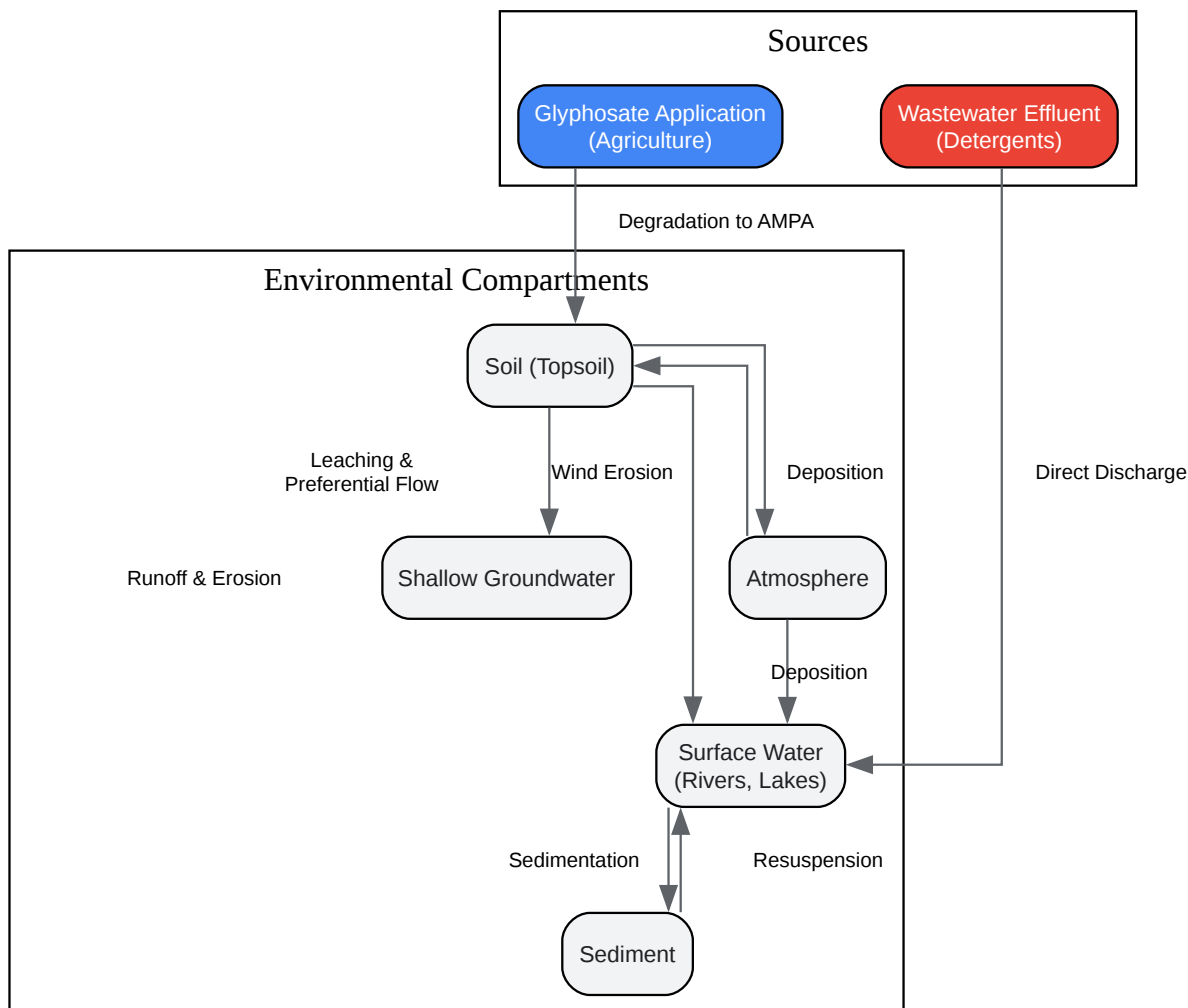 Sources
Glyphosate Application
(Agriculture)
Wastewater Effluent
(Detergents)
Degradation to AMPA
Environmental Compartments
Soil (Topsoil)
Leaching &
Preferential Flow
Wind Erosion
Deposition
Direct Discharge
Runoff & Erosion
Shallow Groundwater
Atmosphere
Deposition
Surface Water
(Rivers, Lakes)
Sedimentation
Resuspension
Sediment